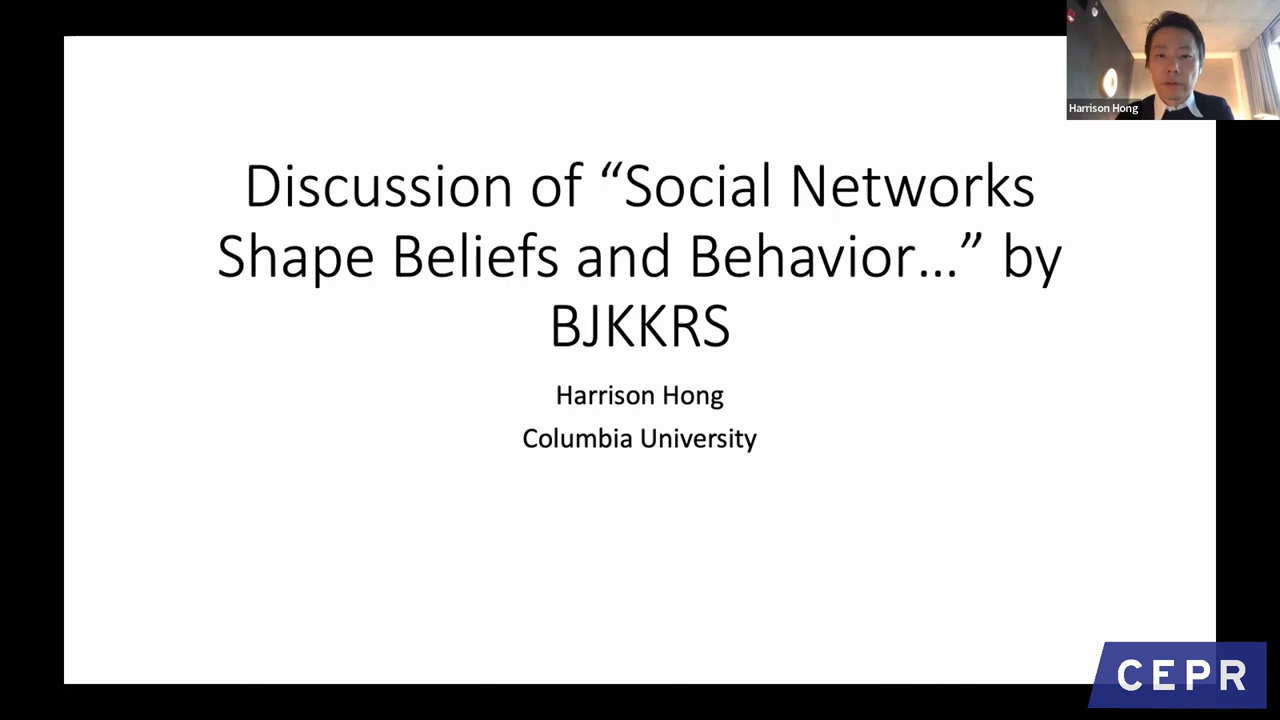 Harrison Hong
Discussion of “Social Networks
Shape Beliefs and Behavior…” by
BJKKRS
Harrison Hong
Columbia University
CEPR